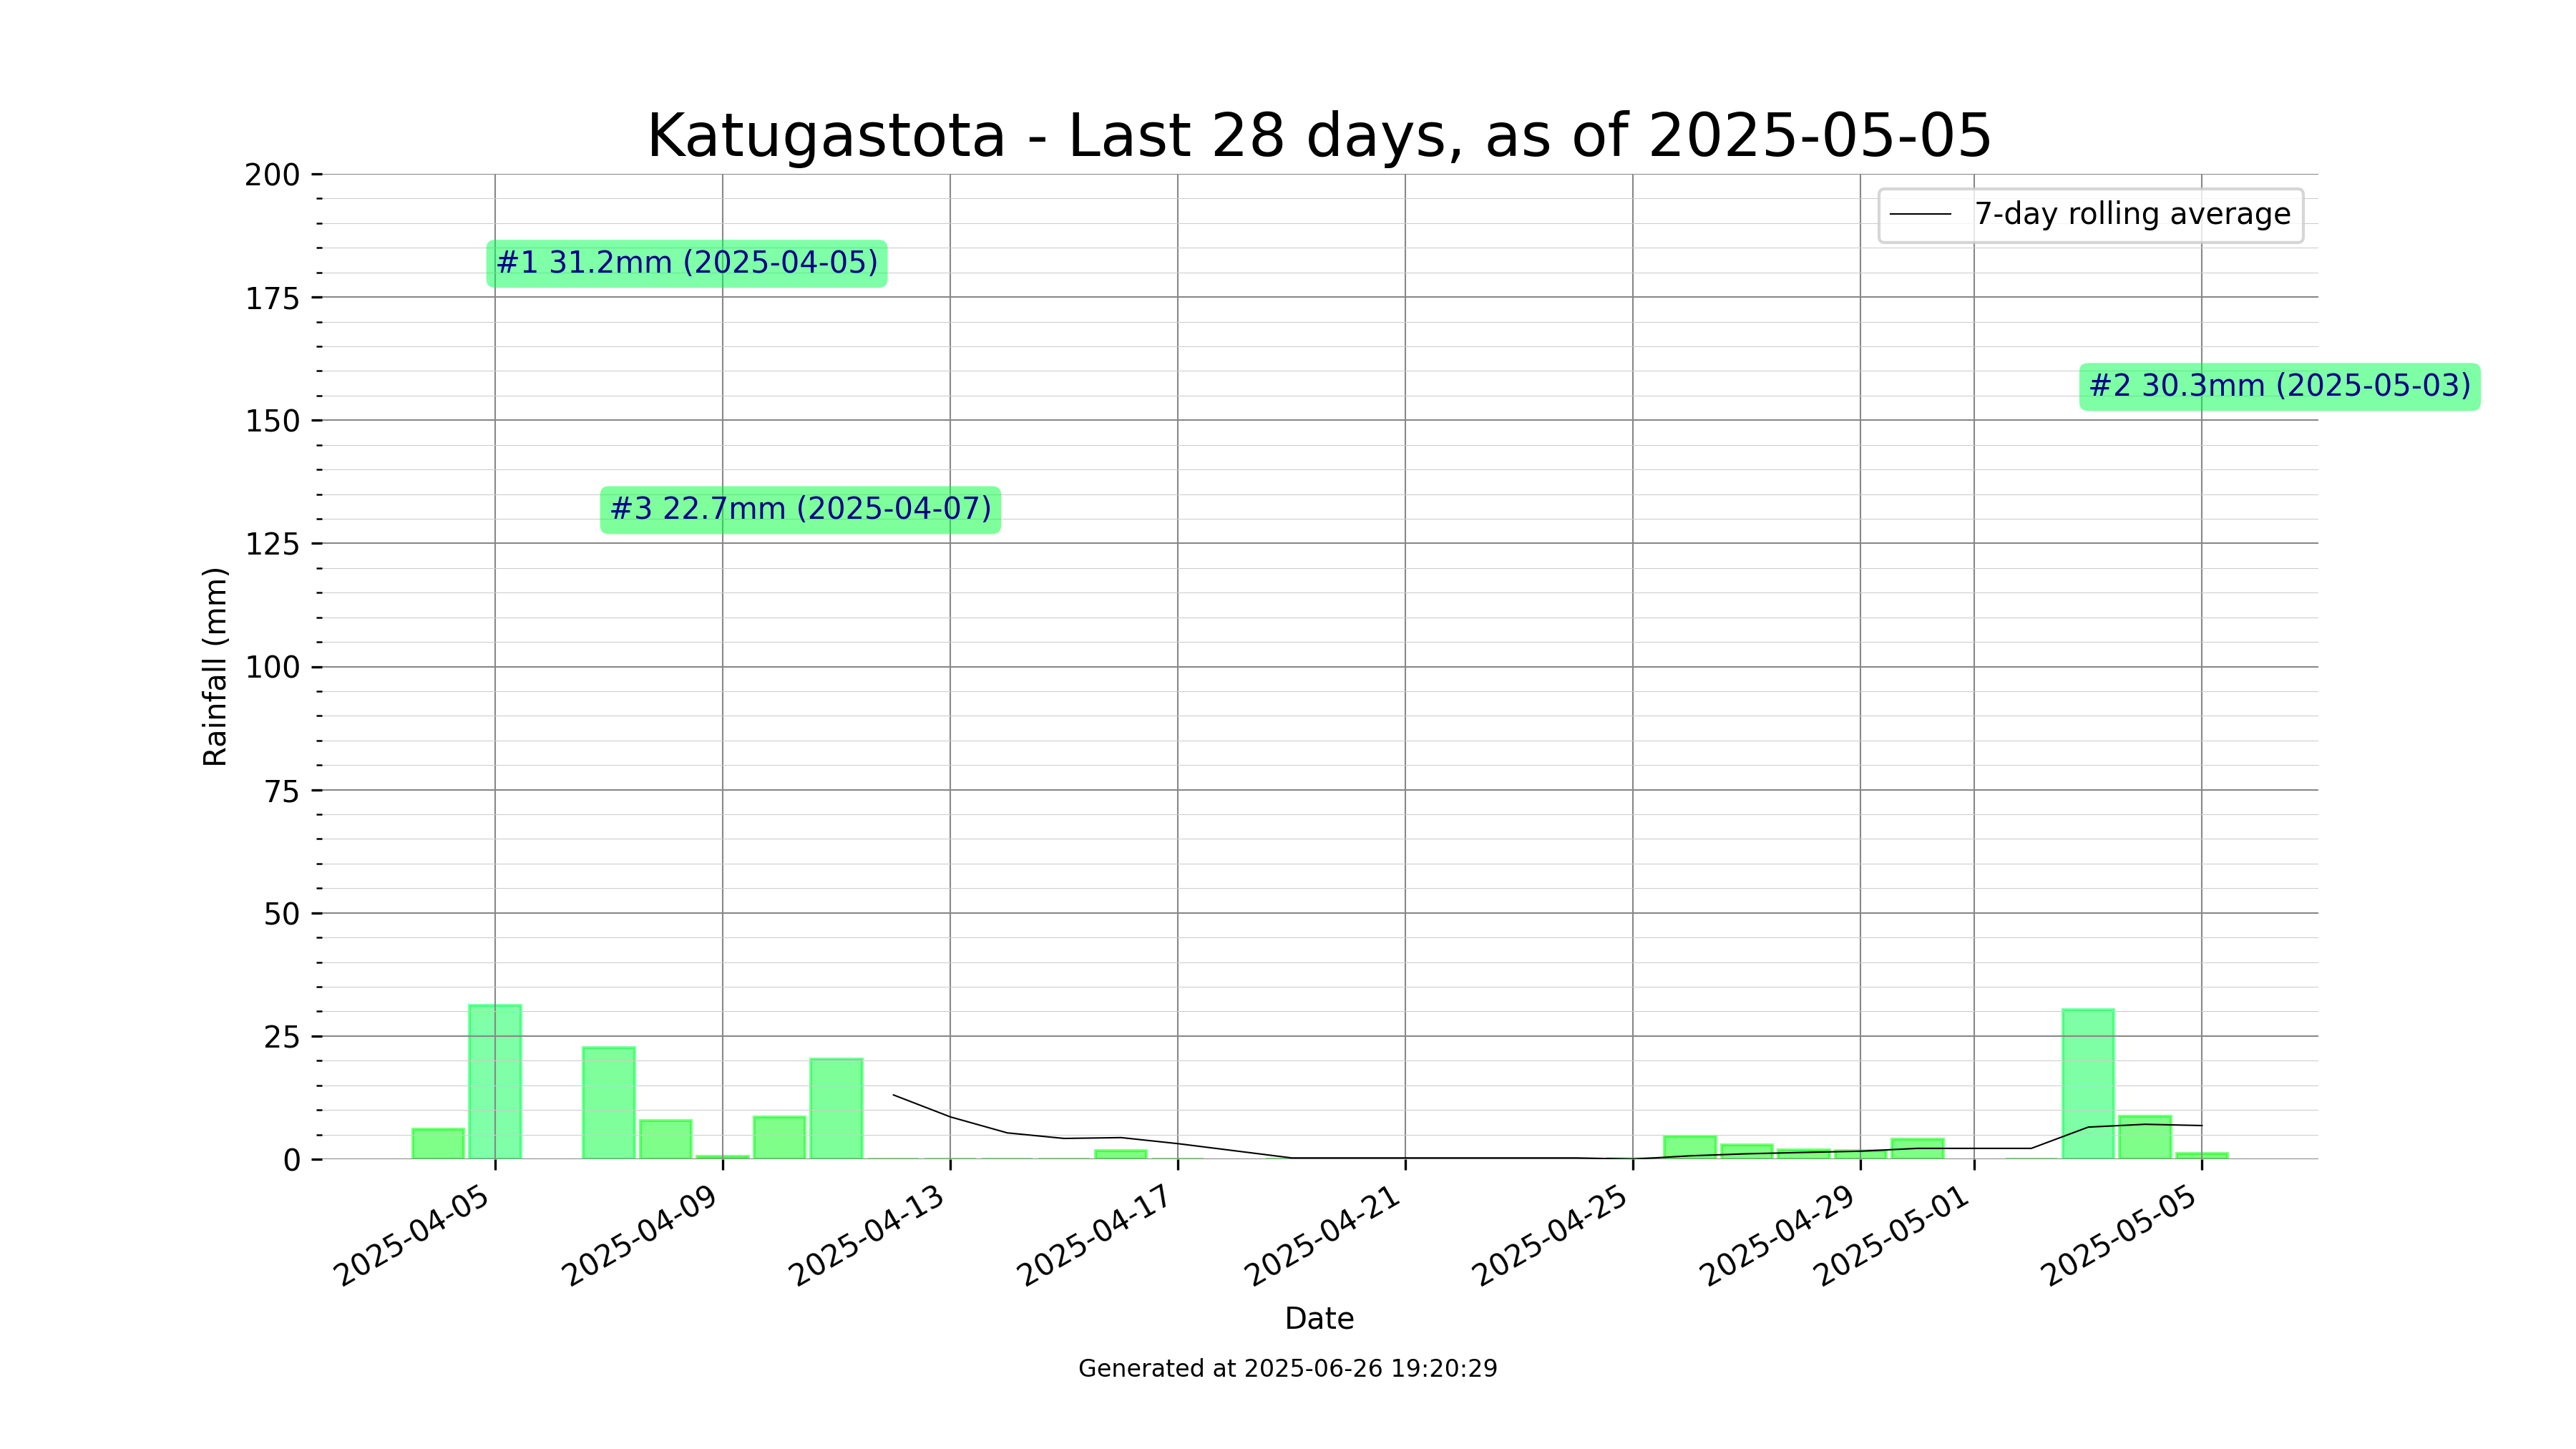 Katugastota - Last 28 days, as of 2025-05-05
200
175
150
125
100
75
50
25
0
Rainfall (mm)
7-day rolling average
#1 31.2mm (2025-04-05)
#2 30.3mm (2025-05-03)
#3 22.7mm (2025-04-07)
2025-04-05
2025-04-09
2025-04-13
2025-04-17
2025-04-21
2025-04-25
2025-04-29
2025-05-01
2025-05-05
Date
Generated at 2025-06-26 19:20:29